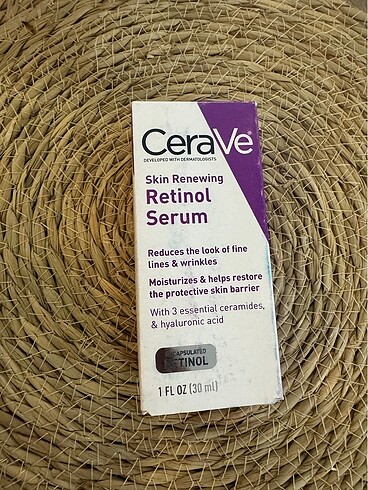 CeraVe®
DEVELOPED WITH DERMATOLOGISTS
Skin Renewing
Retinol
Serum
Reduces the look of fine
lines & wrinkles
Moisturizes & helps restore
the protective skin barrier
With 3 essential ceramides,
& hyaluronic acid
1 FL OZ (30 ml)